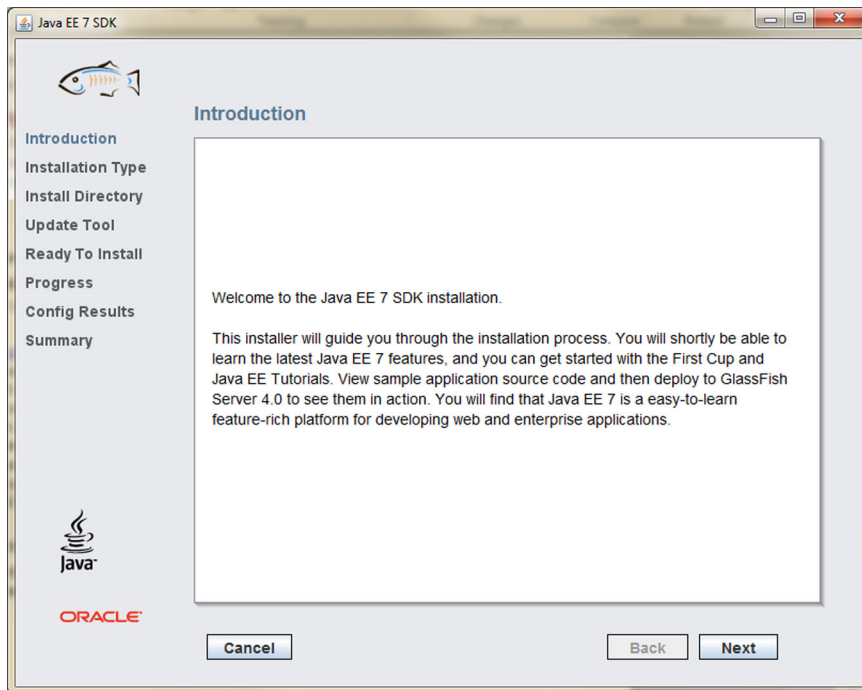 Java EE 7 SDK
Introduction
Installation Type
Install Directory
Update Tool
Ready To Install
Progress
Config Results
Summary
Java
ORACLE
Introduction
Welcome to the Java EE 7 SDK installation.
This installer will guide you through the installation process. You will shortly be able to
learn the latest Java EE 7 features, and you can get started with the First Cup and
Java EE Tutorials. View sample application source code and then deploy to GlassFish
Server 4.0 to see them in action. You will find that Java EE 7 is a easy-to-learn
feature-rich platform for developing web and enterprise applications.
Cancel
Back
Next